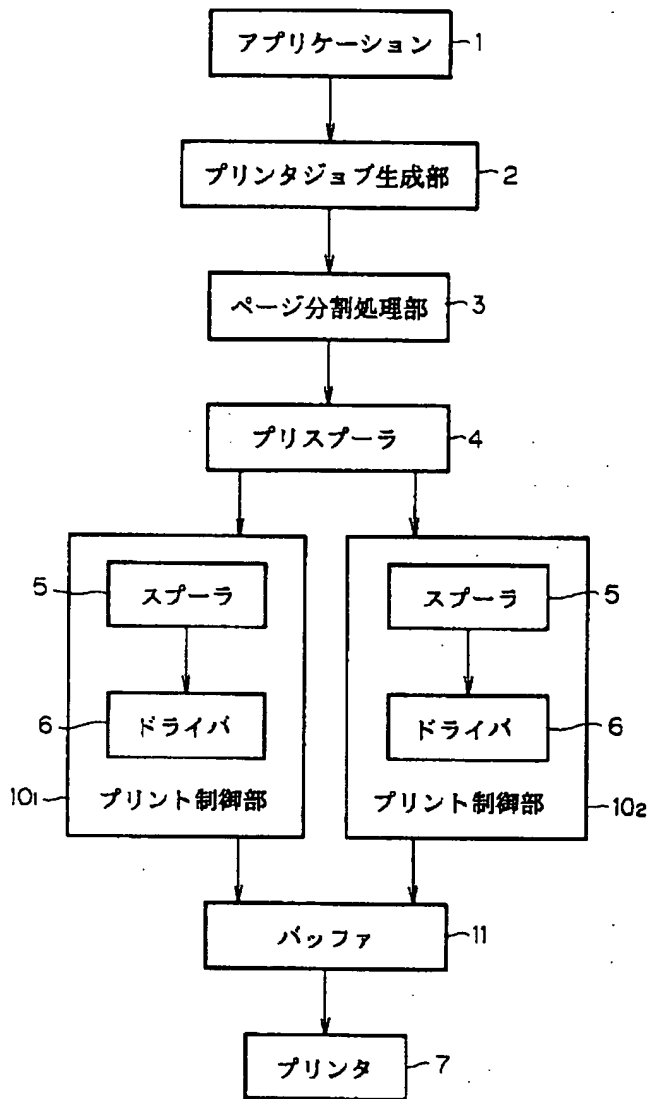 アプリケーション 1
プリンタジョブ生成部 2
ページ分割処理部 3
プリスプーラ 4
5 スプーラ スプーラ 5
6 ドライバ ドライバ 6
10₁ プリント制御部 プリント制御部 10₂
バッファ 11
プリンタ 7